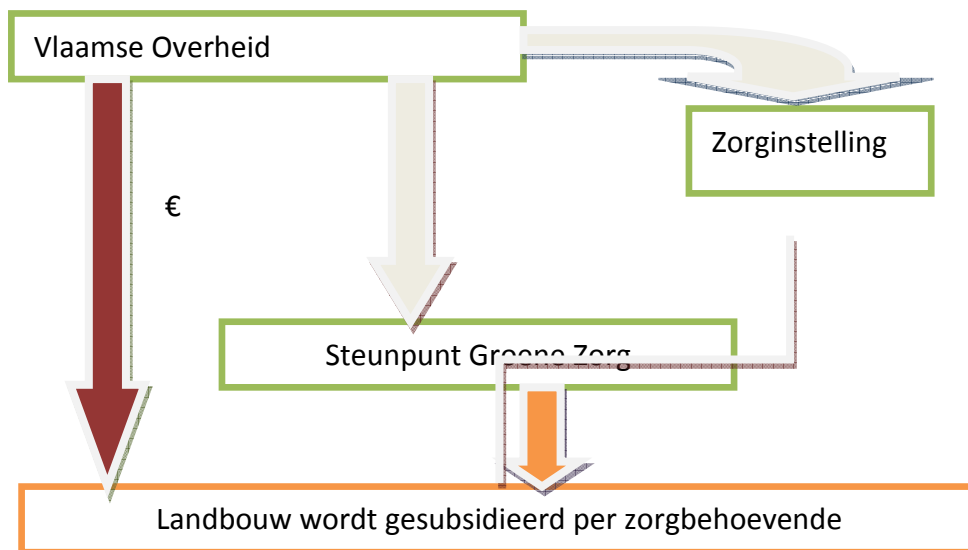 Vlaamse Overheid
Zorginstelling
€
Steunpunt Groene Zorg
Landbouw wordt gesubsidieerd per zorgbehoevende